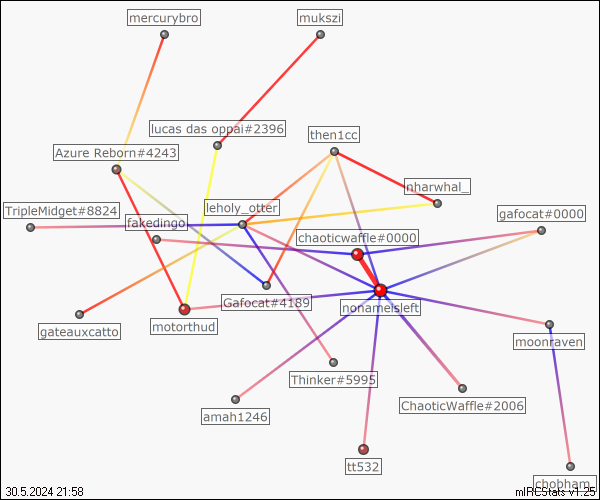 mercurybro
mukszi
lucas das oppai#2396
then1cc
Azure Reborn#4243
nharwhal_
TripleMidget#8824
leholy_otter
gafocat#0000
fakedingo
chaoticwaffle#0000
Gafocat#4189
nonameisleft
gateauxcatto
motorthud
moonraven
Thinker#5995
ChaoticWaffle#2006
amah1246
tt532
chobham_
30.5.2024 21:58
mIRCStats v1.25